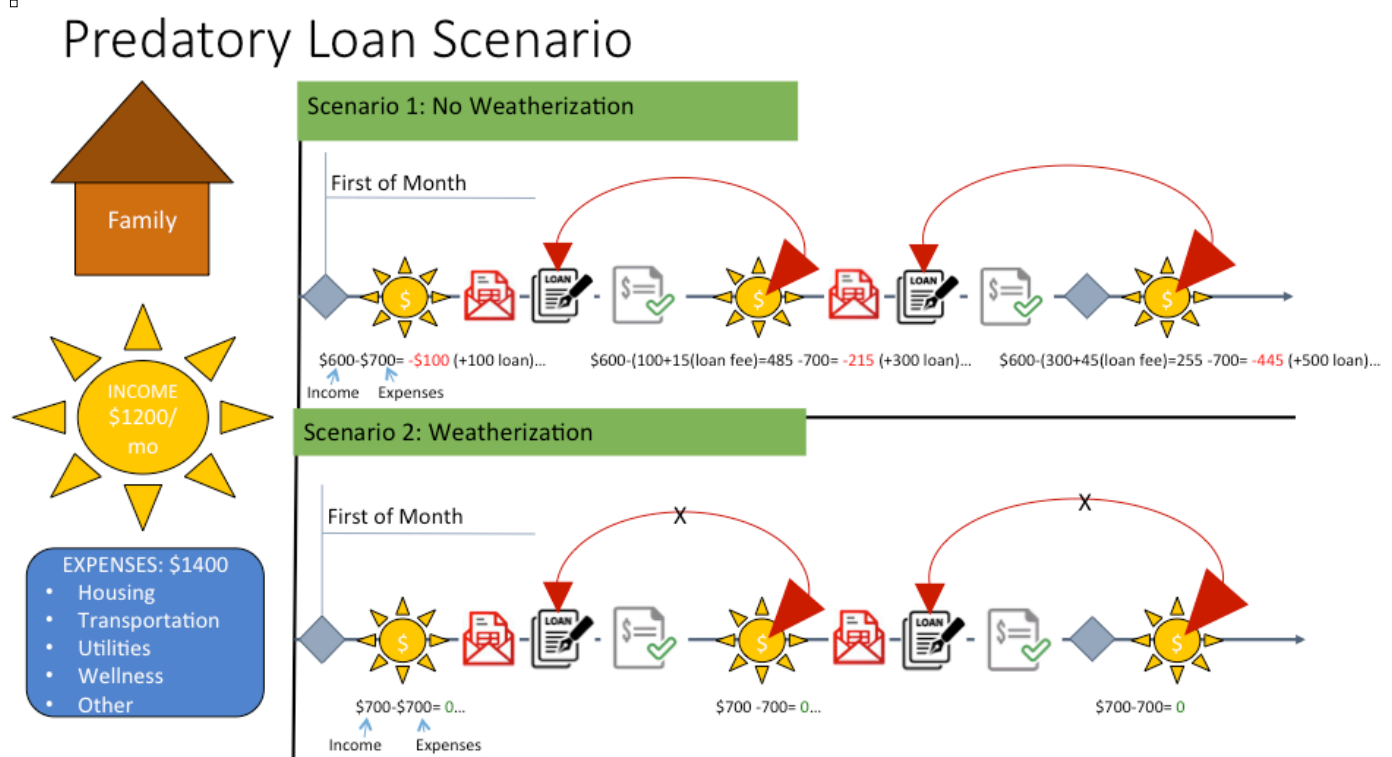 Predatory Loan Scenario
Family
INCOME
$1200/
mo
EXPENSES: $1400
• Housing
• Transportation
• Utilities
• Wellness
• Other
Scenario 1: No Weatherization
First of Month
$
LOAN
$=
$
LOAN
$=
$
$600-$700= -$100 (+100 loan)...
$600-(100+15(loan fee)=485 -700= -215 (+300 loan)...
$600-(300+45(loan fee)=255 -700= -445 (+500 loan)...
Income
Expenses
Scenario 2: Weatherization
First of Month
X
X
$
LOAN
$=
$
LOAN
$=
$
$700-$700= 0...
$700 -700= 0...
$700-700= 0
Income
Expenses